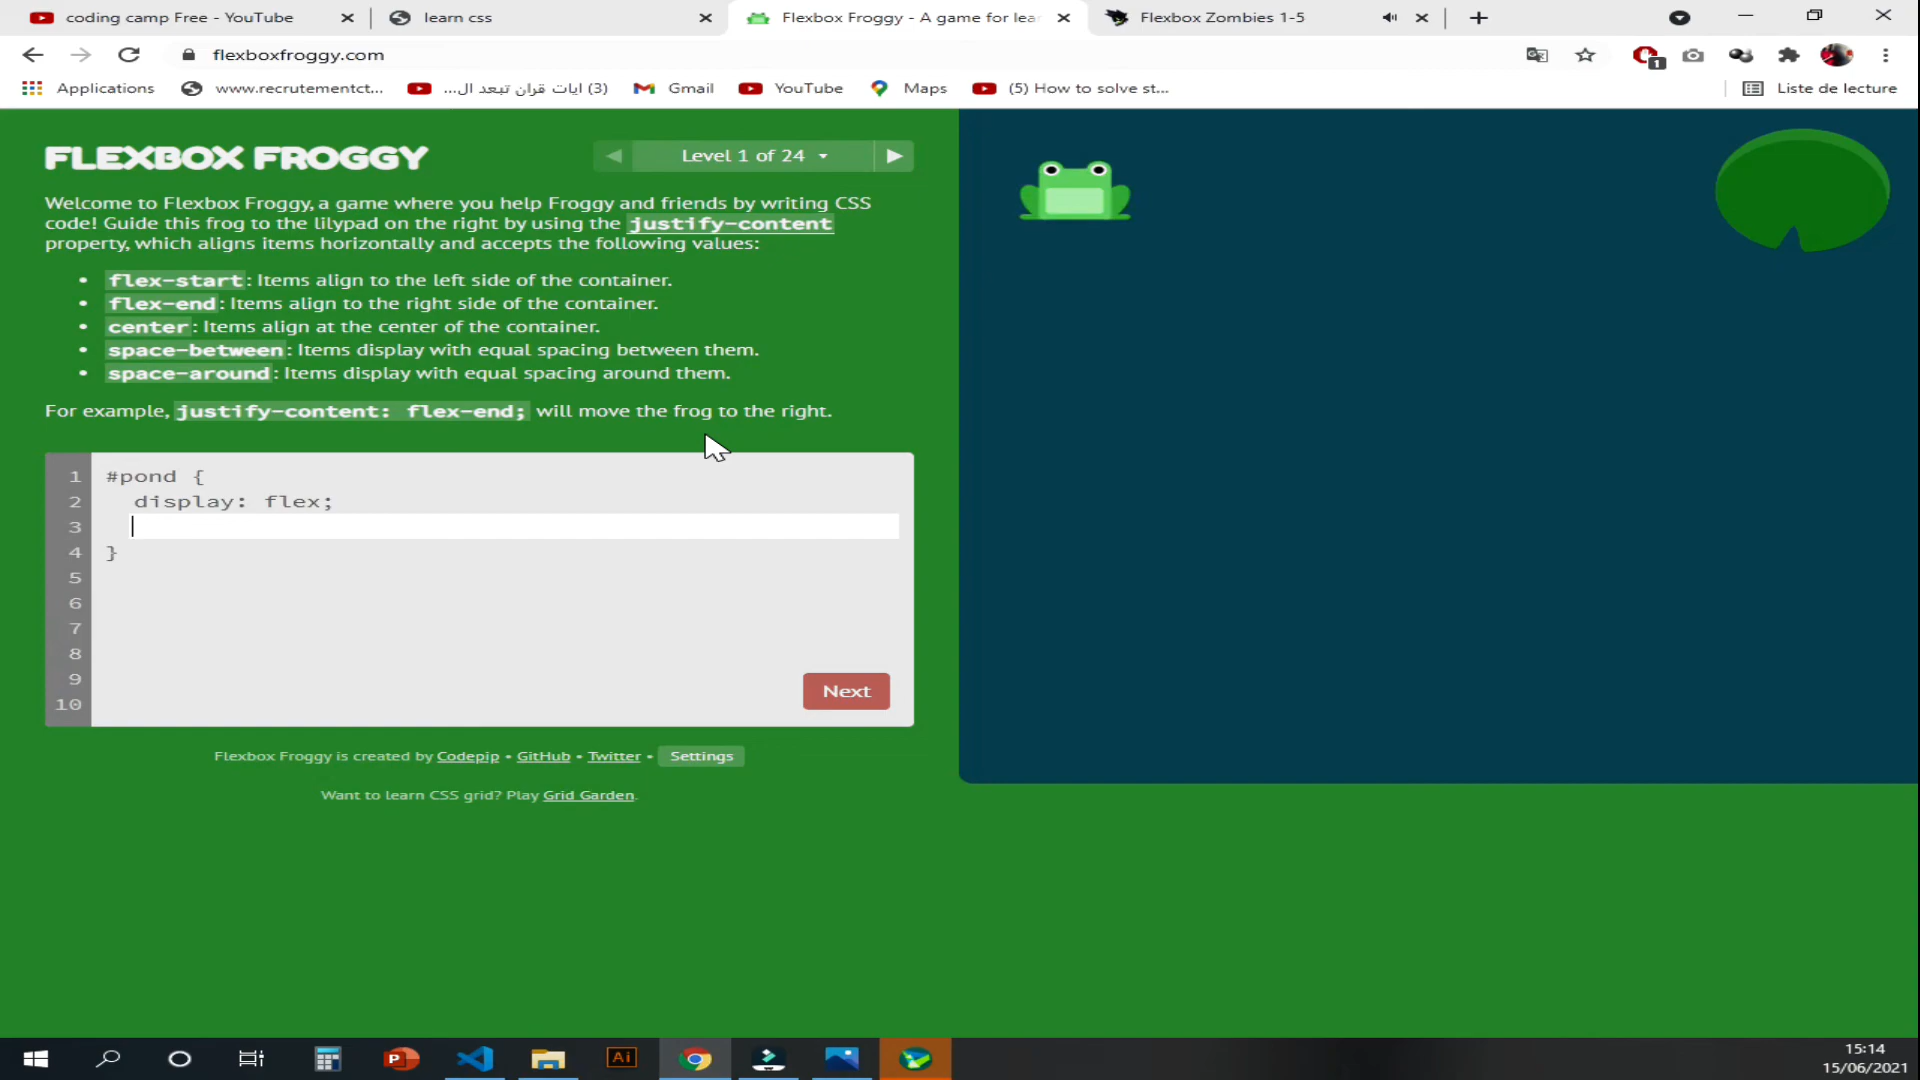 coding camp Free - YouTube
learn css
Flexbox Froggy - A game for lea
Flexbox Zombies 1-5
flexboxfroggy.com
1
Applications
www.recrutementct...
(3) ايات قران تبعد ال...
Gmail
YouTube
Maps
(5) How to solve st...
Liste de lecture
FLEXBOX FROGGY
Level 1 of 24
Welcome to Flexbox Froggy, a game where you help Froggy and friends by writing CSS
code! Guide this frog to the lilypad on the right by using the justify-content
property, which aligns items horizontally and accepts the following values:
• flex-start: Items align to the left side of the container.
• flex-end: Items align to the right side of the container.
• center: Items align at the center of the container.
• space-between: Items display with equal spacing between them.
• space-around: Items display with equal spacing around them.
For example, justify-content: flex-end; will move the frog to the right.
1 #pond {
2 display: flex;
3
4 }
5
6
7
8
9
10
Next
Flexbox Froggy is created by Codepip • GitHub • Twitter • Settings
Want to learn CSS grid? Play Grid Garden.
P
Ai
15:14
15/06/2021